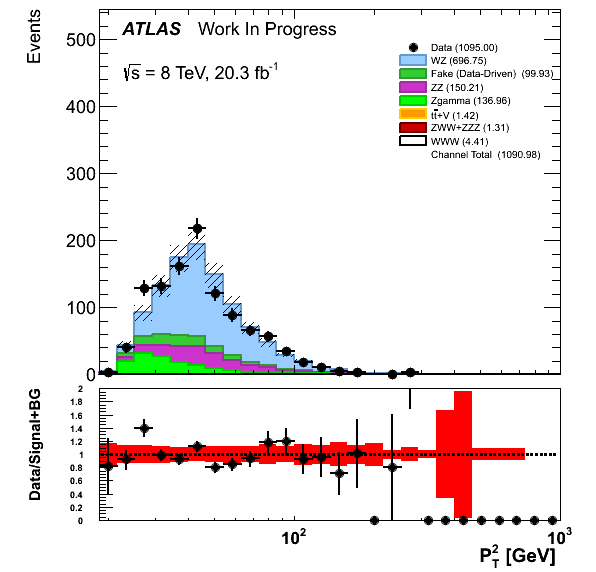 Events
500
400
300
200
100
0
ATLAS Work In Progress
√s = 8 TeV, 20.3 fb⁻¹
Data (1095.00)
WZ (696.75)
Fake (Data-Driven) (99.93)
ZZ (150.21)
Zgamma (136.96)
tt̄+V (1.42)
ZWW+ZZZ (1.31)
WWW (4.41)
Channel Total (1090.98)
Data/Signal+BG
2
1.8
1.6
1.4
1.2
1
0.8
0.6
0.4
0.2
0
10²
10³
P²_T [GeV]